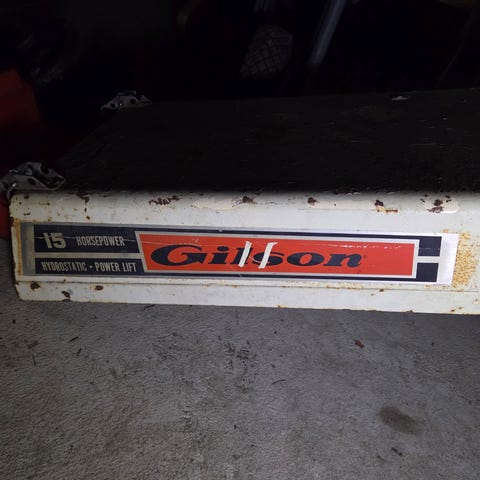 15 HORSEPOWER
HYDROSTATIC • POWER LIFT
Gilson